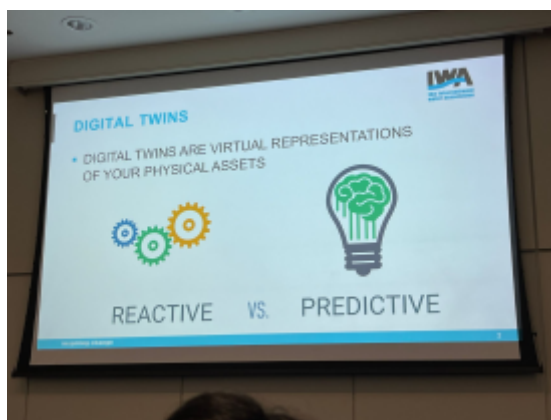 IWA
DIGITAL TWINS
• DIGITAL TWINS ARE VIRTUAL REPRESENTATIONS
OF YOUR PHYSICAL ASSETS
REACTIVE VS. PREDICTIVE